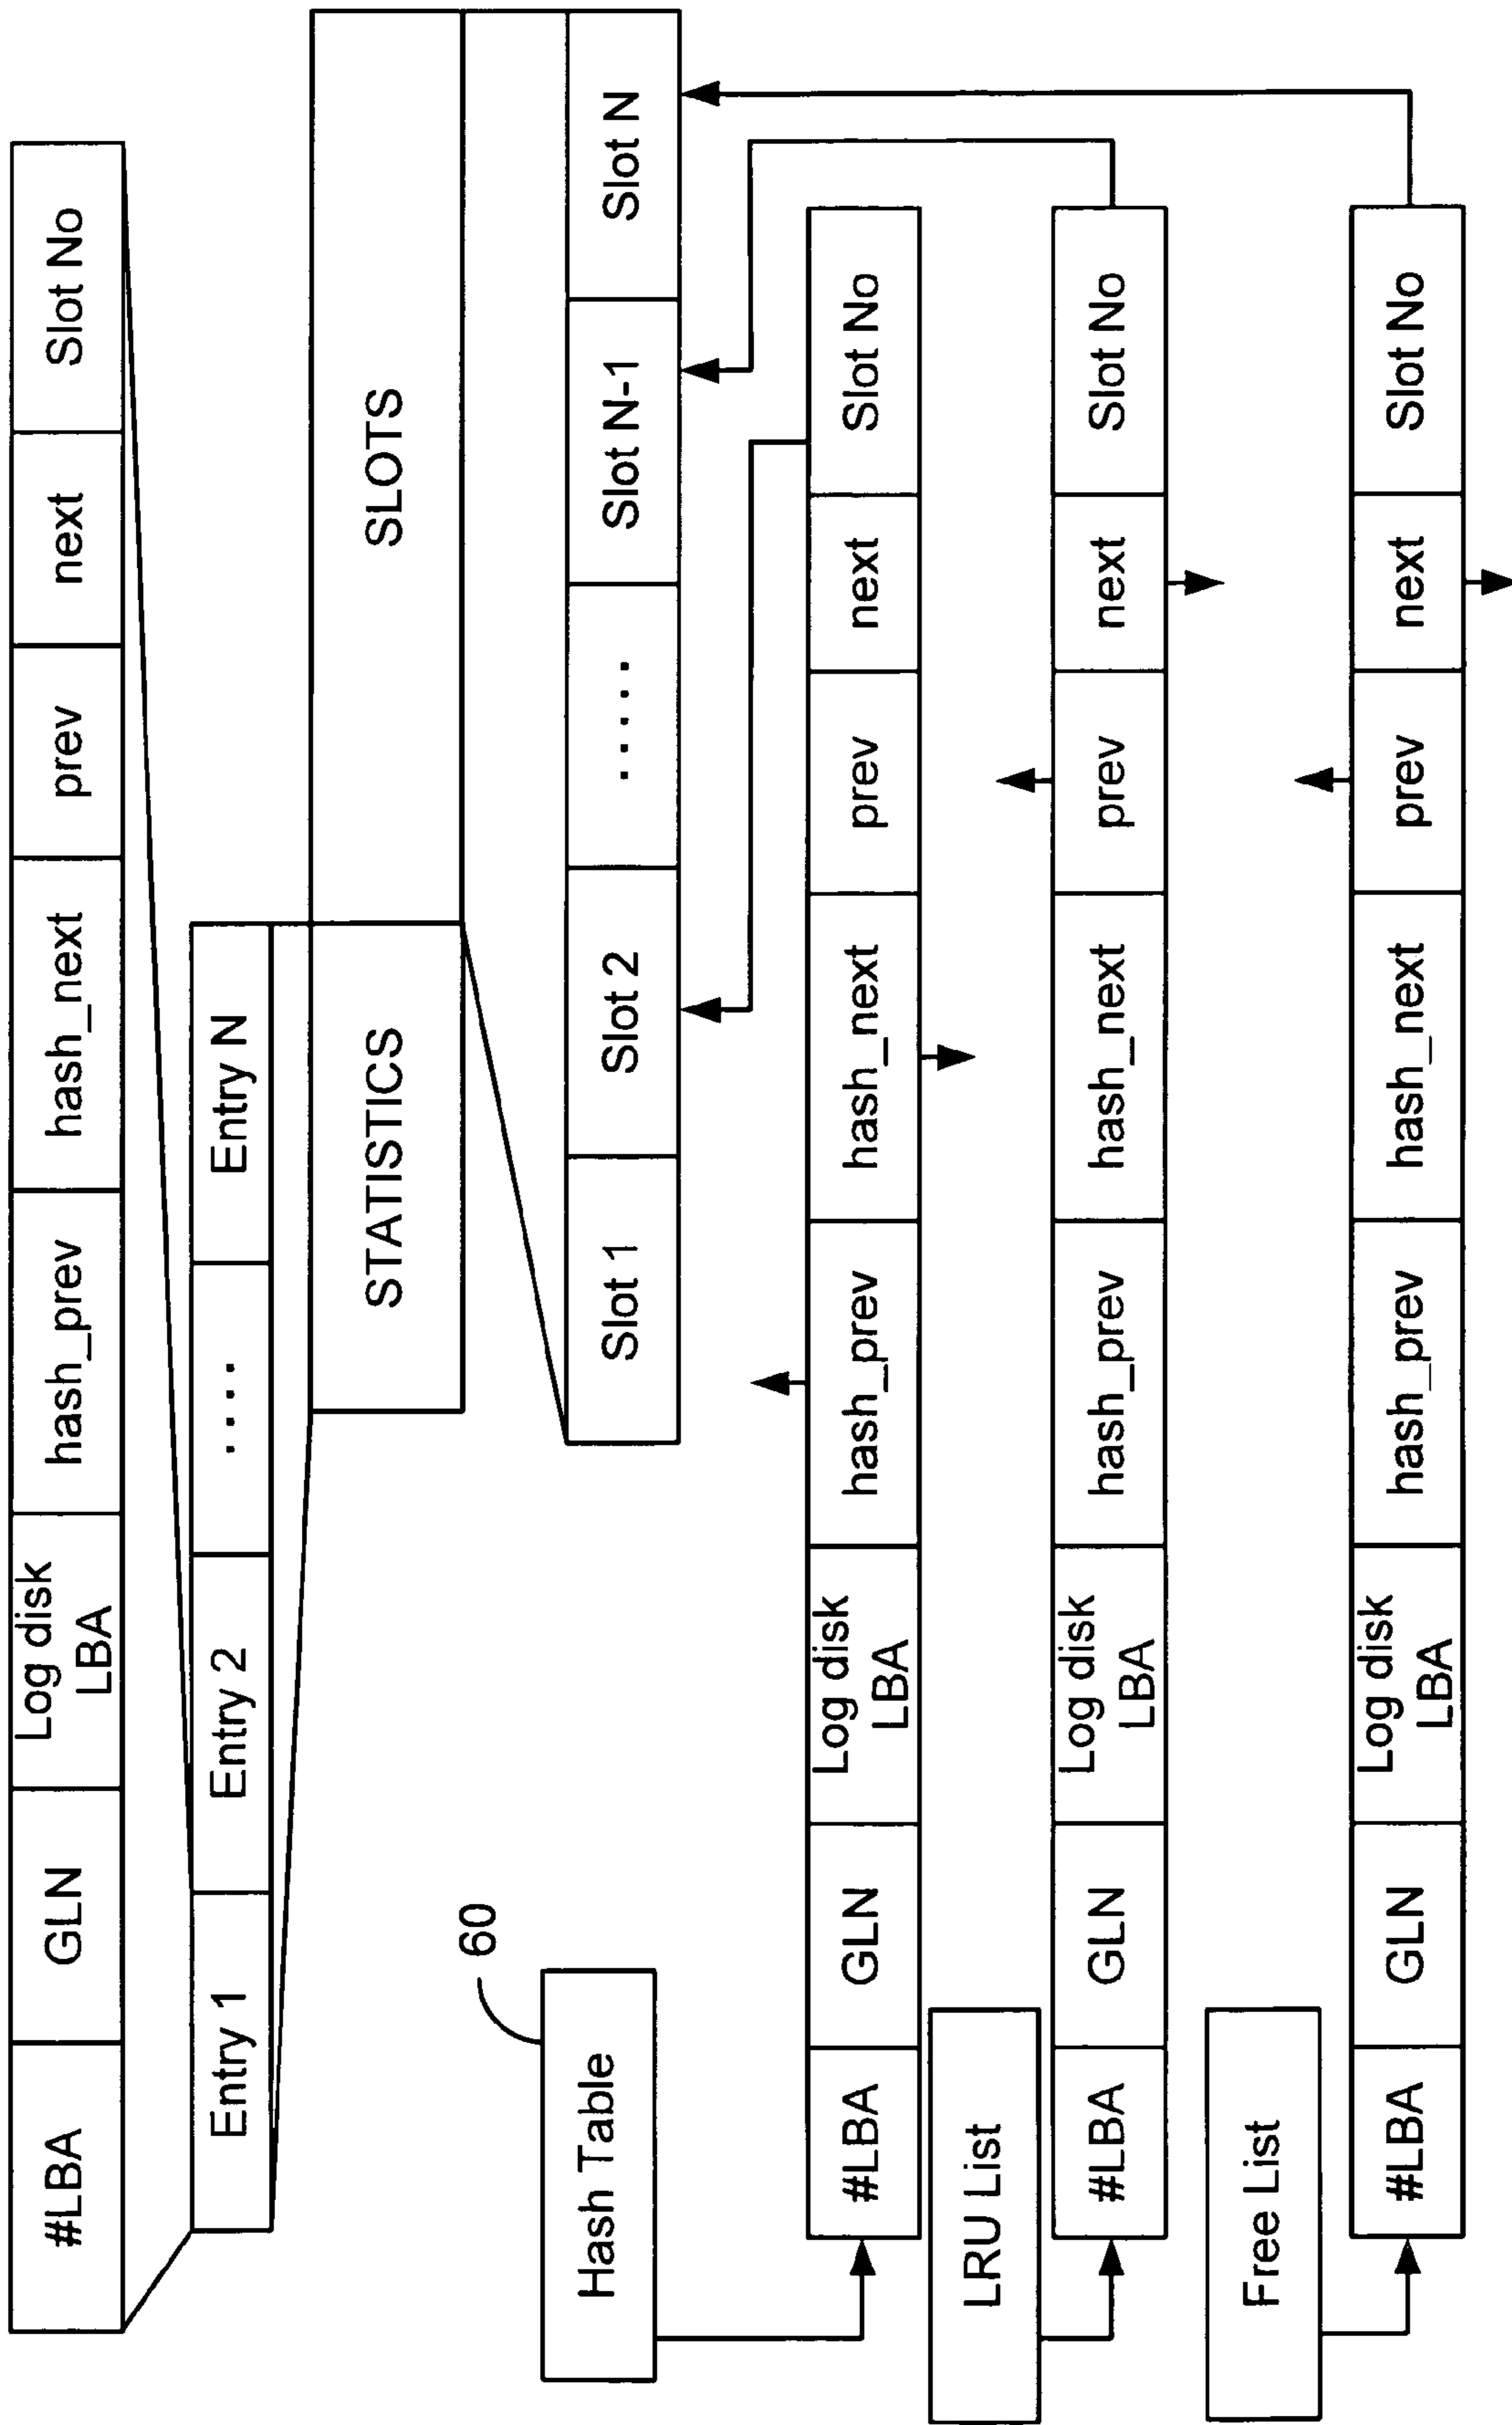 #LBA
GLN
Log disk
LBA
hash_prev
hash_next
prev
next
Slot No
Entry 1
Entry 2
....
Entry N
STATISTICS
SLOTS
Slot 1
Slot 2
.....
Slot N-1
Slot N
60
Hash Table
#LBA
GLN
Log disk
LBA
hash_prev
hash_next
prev
next
Slot No
LRU List
#LBA
GLN
Log disk
LBA
hash_prev
hash_next
prev
next
Slot No
Free List
#LBA
GLN
Log disk
LBA
hash_prev
hash_next
prev
next
Slot No